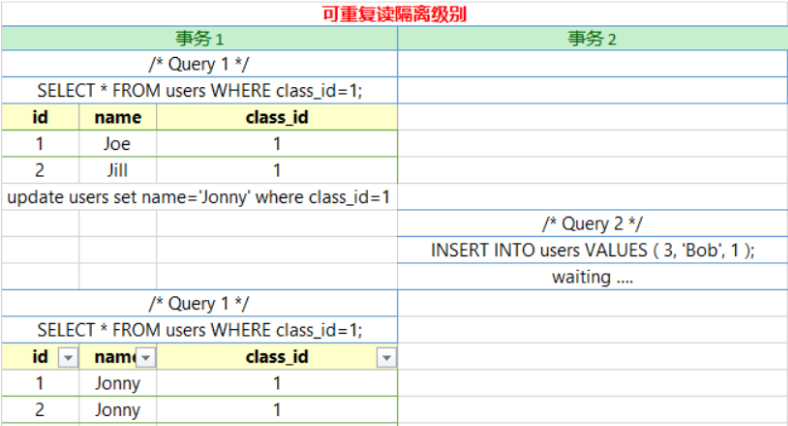 可重复读隔离级别
事务 1 事务 2
/* Query 1 */
SELECT * FROM users WHERE class_id=1;
id name class_id
1 Joe 1
2 Jill 1
update users set name='Jonny' where class_id=1
/* Query 2 */
INSERT INTO users VALUES ( 3, 'Bob', 1 );
waiting ....
/* Query 1 */
SELECT * FROM users WHERE class_id=1;
id name class_id
1 Jonny 1
2 Jonny 1